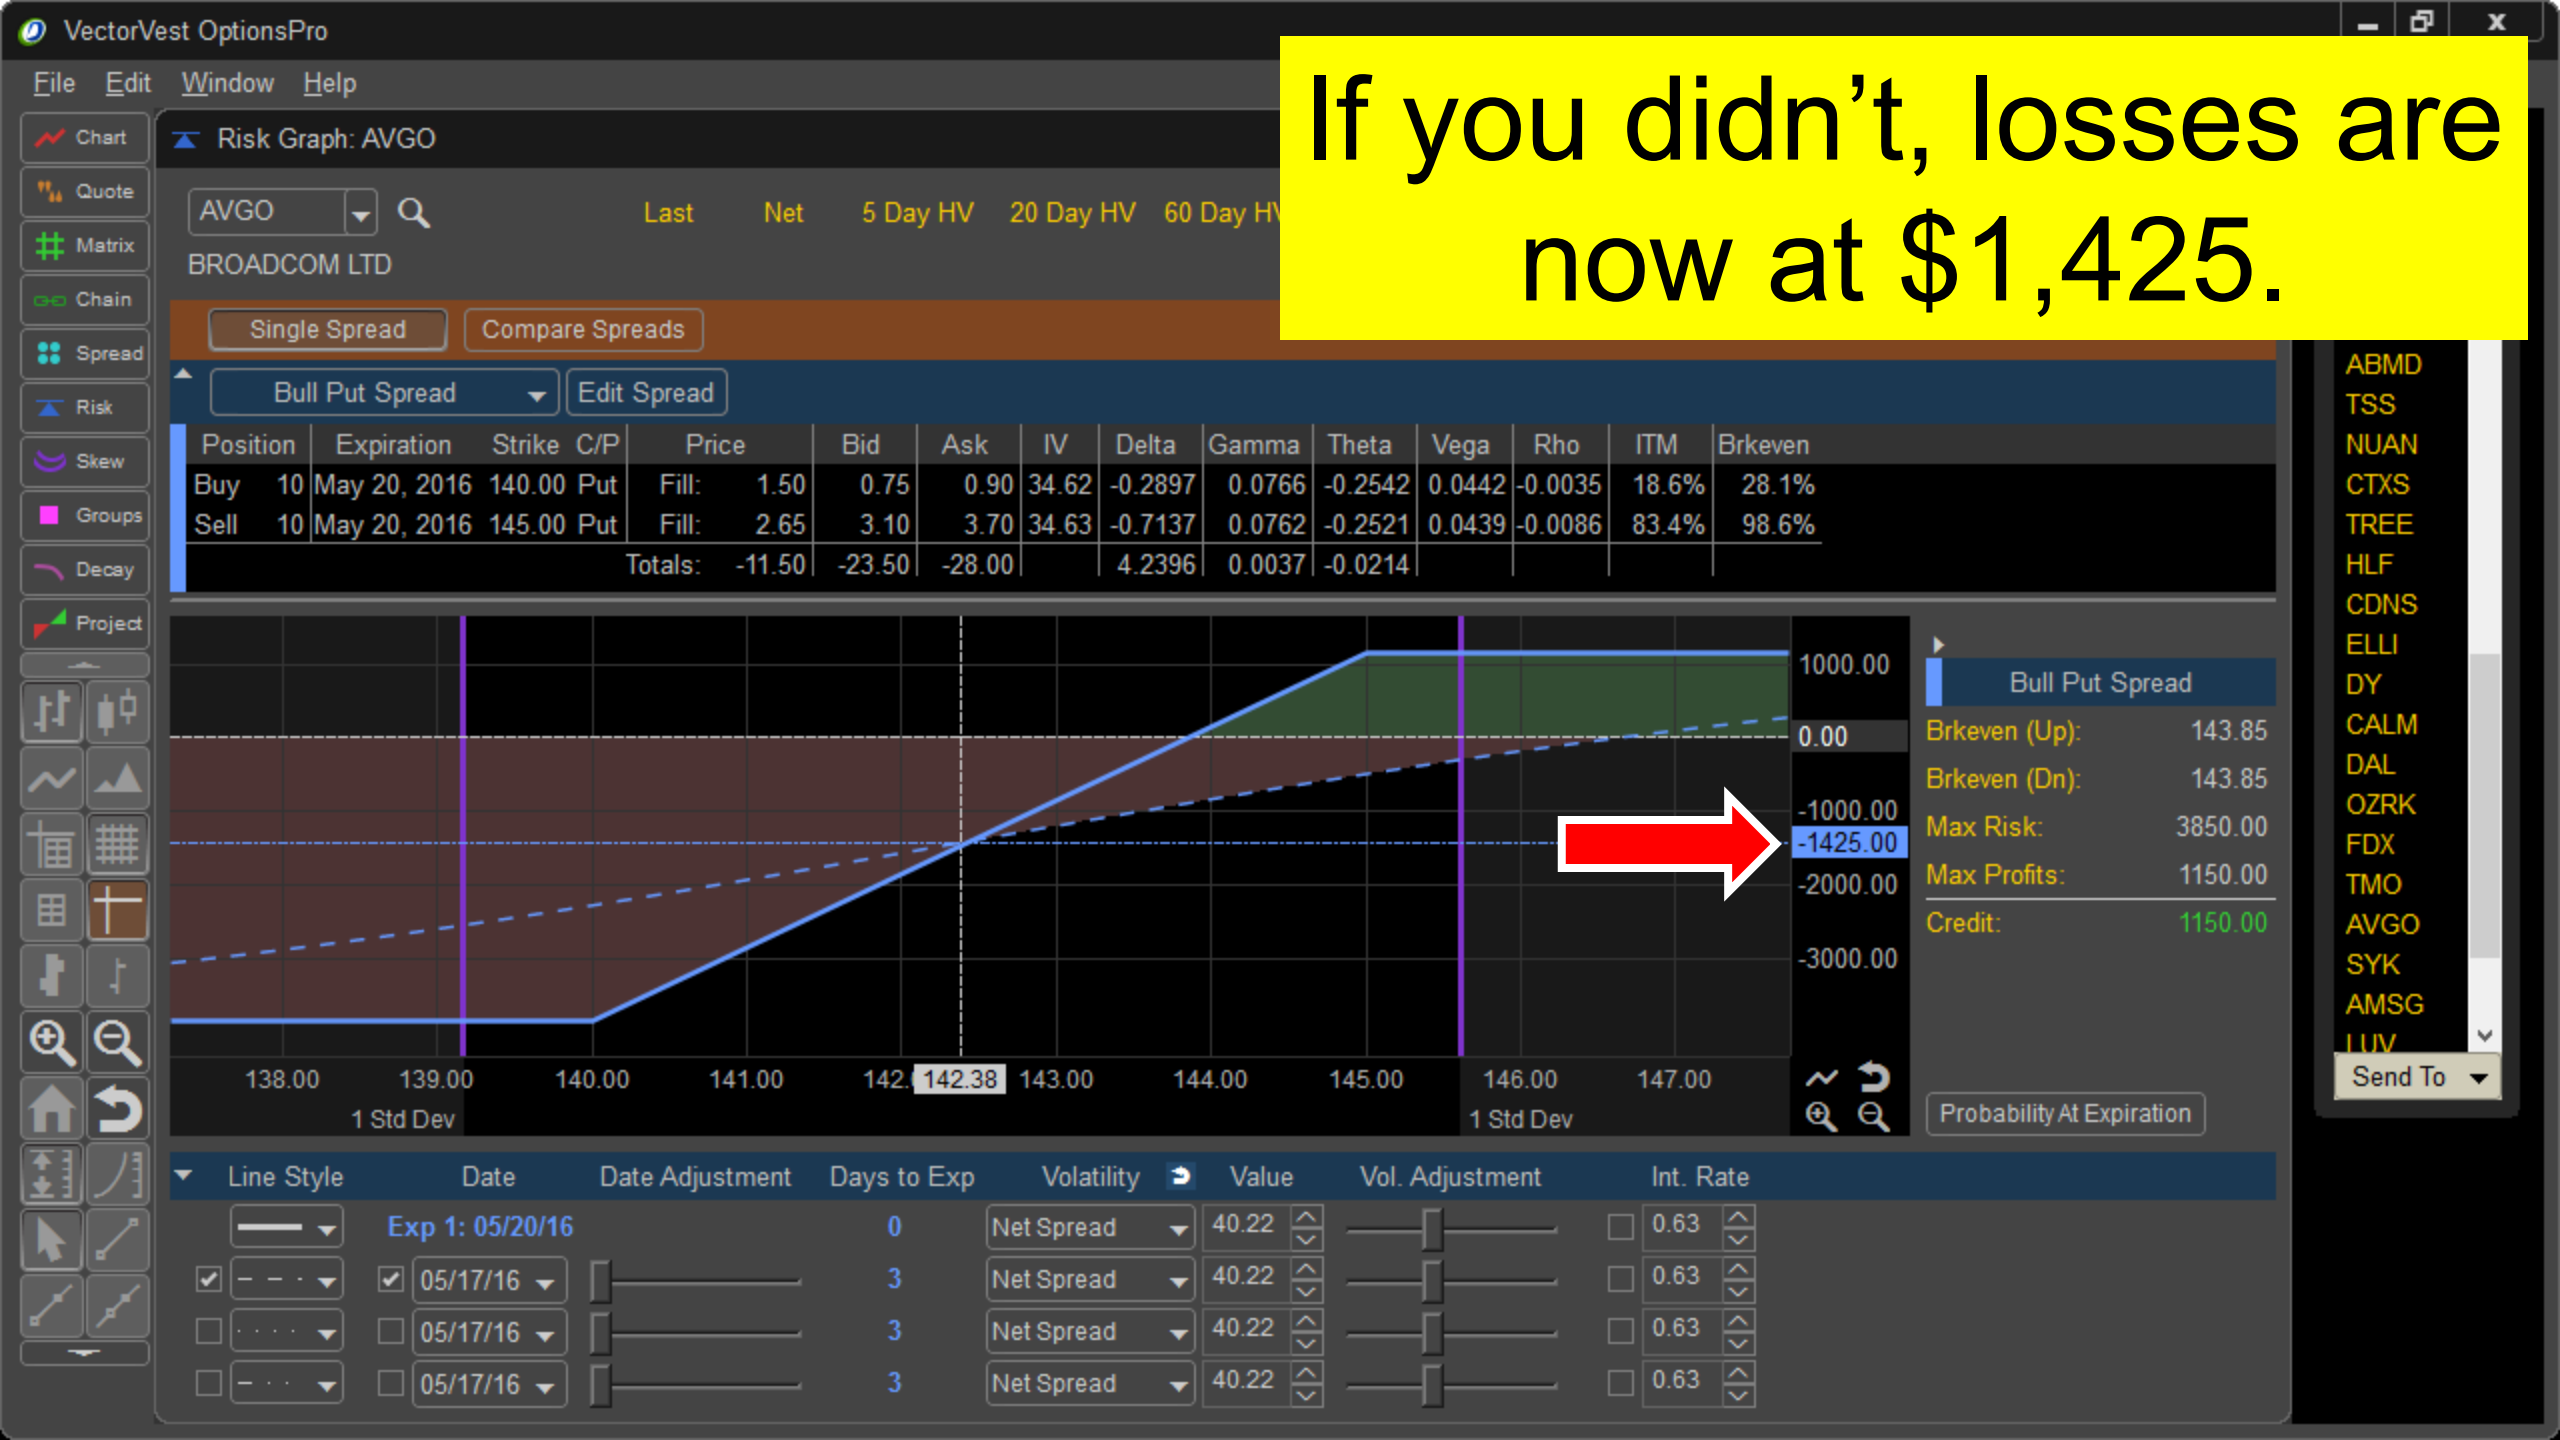 VectorVest OptionsPro
If you didn’t, losses are
now at $1,425.
File Edit Window Help
Chart
Quote
Matrix
Chain
Spread
Risk
Skew
Groups
Decay
Project
Risk Graph: AVGO
AVGO Last Net 5 Day HV 20 Day HV 60 Day HV
BROADCOM LTD
Single Spread Compare Spreads
Bull Put Spread Edit Spread
Position Expiration Strike C/P Price Bid Ask IV Delta Gamma Theta Vega Rho ITM Brkeven
Buy 10 May 20, 2016 140.00 Put Fill: 1.50 0.75 0.90 34.62 -0.2897 0.0766 -0.2542 0.0442 -0.0035 18.6% 28.1%
Sell 10 May 20, 2016 145.00 Put Fill: 2.65 3.10 3.70 34.63 -0.7137 0.0762 -0.2521 0.0439 -0.0086 83.4% 98.6%
Totals: -11.50 -23.50 -28.00 4.2396 0.0037 -0.0214
1000.00
0.00
-1000.00
-1425.00
-2000.00
-3000.00
138.00 139.00 140.00 141.00 142. 142.38 143.00 144.00 145.00 146.00 147.00
1 Std Dev 1 Std Dev
Bull Put Spread
Brkeven (Up): 143.85
Brkeven (Dn): 143.85
Max Risk: 3850.00
Max Profits: 1150.00
Credit: 1150.00
Probability At Expiration
Line Style Date Date Adjustment Days to Exp Volatility Value Vol. Adjustment Int. Rate
Exp 1: 05/20/16 0 Net Spread 40.22 0.63
05/17/16 3 Net Spread 40.22 0.63
05/17/16 3 Net Spread 40.22 0.63
05/17/16 3 Net Spread 40.22 0.63
ABMD
TSS
NUAN
CTXS
TREE
HLF
CDNS
ELLI
DY
CALM
DAL
OZRK
FDX
TMO
AVGO
SYK
AMSG
LUV
Send To